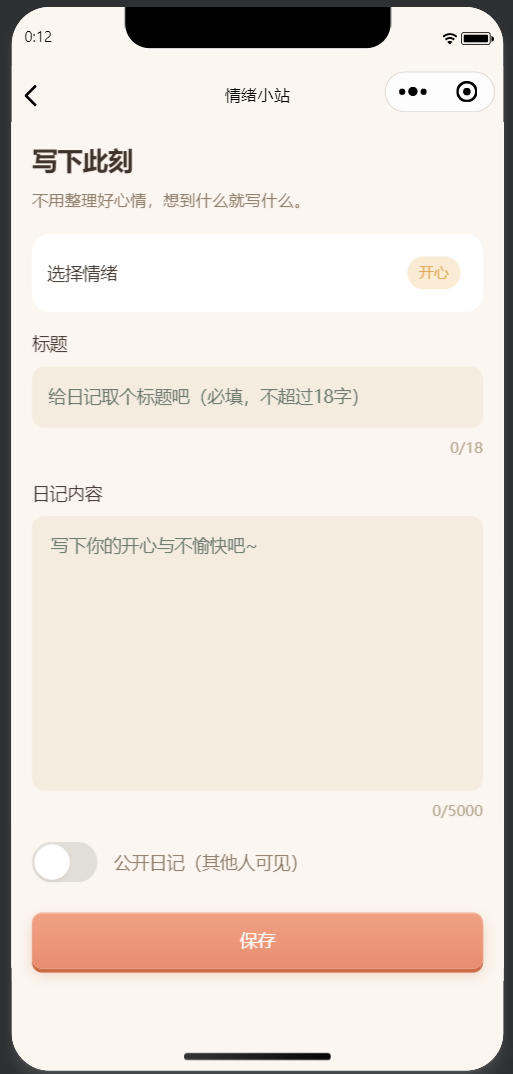 0:12
情绪小站
写下此刻
不用整理好心情，想到什么就写什么。
选择情绪
开心
标题
给日记取个标题吧（必填，不超过18字）
0/18
日记内容
写下你的开心与不愉快吧~
0/5000
公开日记（其他人可见）
保存